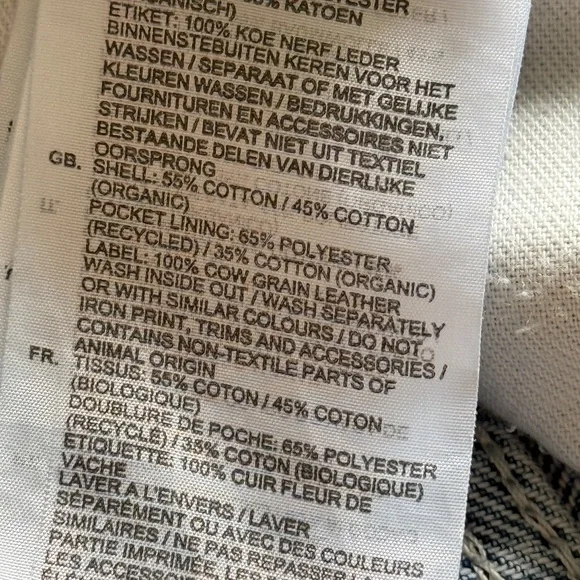 KATOEN
ETIKET: 100% KOE NERF LEDER
BINNENSTEBUITEN KEREN VOOR HET
WASSEN / SEPARAAT OF MET GELIJKE
KLEUREN WASSEN / BEDRUKKINGEN,
FOURNITUREN EN ACCESSOIRES NIET
STRIJKEN / BEVAT NIET UIT TEXTIEL
BESTAANDE DELEN VAN DIERLIJKE
OORSPRONG
GB. SHELL: 55% COTTON / 45% COTTON
(ORGANIC)
POCKET LINING: 65% POLYESTER
(RECYCLED) / 35% COTTON (ORGANIC)
LABEL: 100% COW GRAIN LEATHER
WASH INSIDE OUT / WASH SEPARATELY
OR WITH SIMILAR COLOURS / DO NOT
IRON PRINT, TRIMS AND ACCESSORIES /
CONTAINS NON-TEXTILE PARTS OF
ANIMAL ORIGIN
FR. TISSUS: 55% COTON / 45% COTON
(BIOLOGIQUE)
DOUBLURE DE POCHE: 65% POLYESTER
(RECYCLÉ) / 35% COTON (BIOLOGIQUE)
ETIQUETTE: 100% CUIR FLEUR DE
VACHE
LAVER A L'ENVERS / LAVER
SÉPARÉMENT OU AVEC DES COULEURS
SIMILAIRES / NE PAS REPASSER
PARTIE IMPRIMÉE,
LES